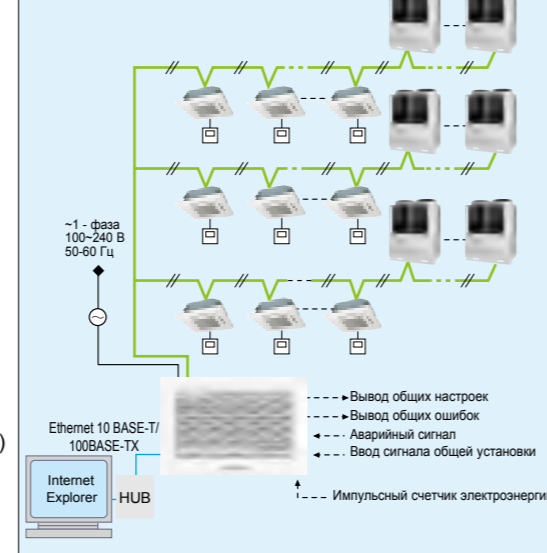 ~1 - фаза
100~240 В
50-60 Гц
Вывод общих настроек
Вывод общих ошибок
Аварийный сигнал
Ввод сигнала общей установки
Ethernet 10 BASE-T/
100BASE-TX
)
Internet
Explorer
HUB
Импульсный счетчик электроэнергии